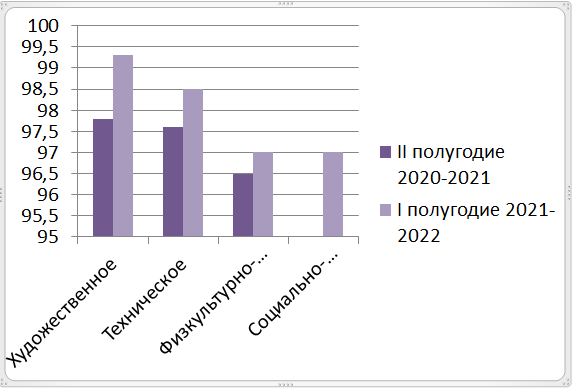 100
99,5
99
98,5
98
97,5
97
96,5
96
95,5
95
Художественное
Техническое
Физкультурно-...
Социально-...
II полугодие
2020-2021
I полугодие 2021-
2022